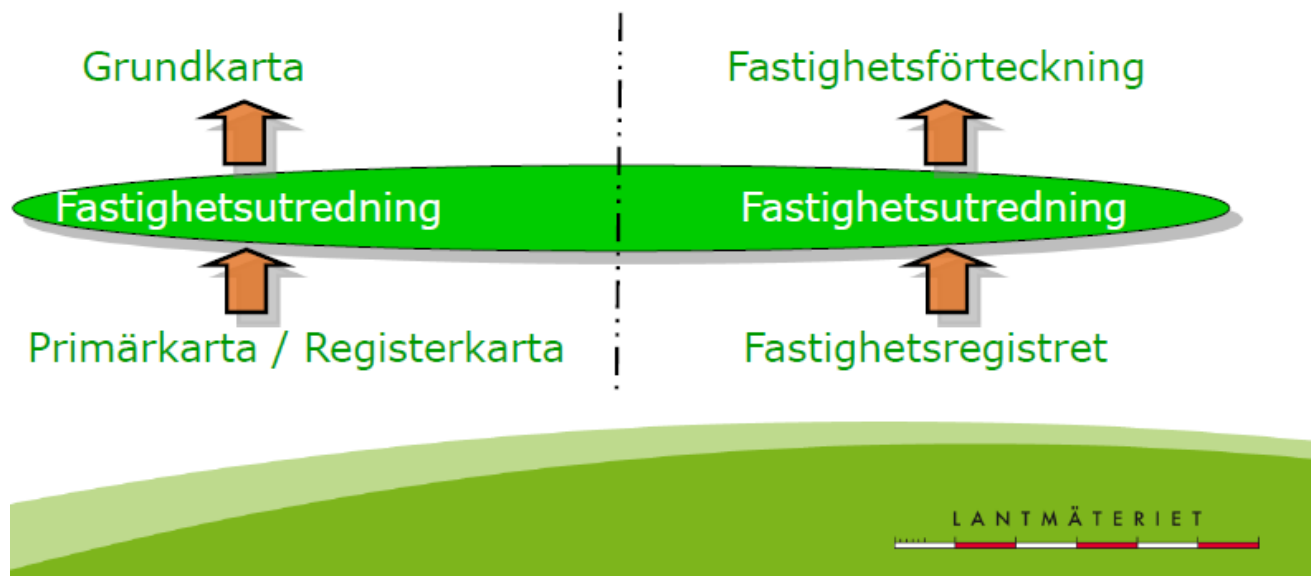 Grundkarta
Fastighetsförteckning
Fastighetsutredning
Fastighetsutredning
Primärkarta / Registerkarta
Fastighetsregistret
LANTMÄTERIET